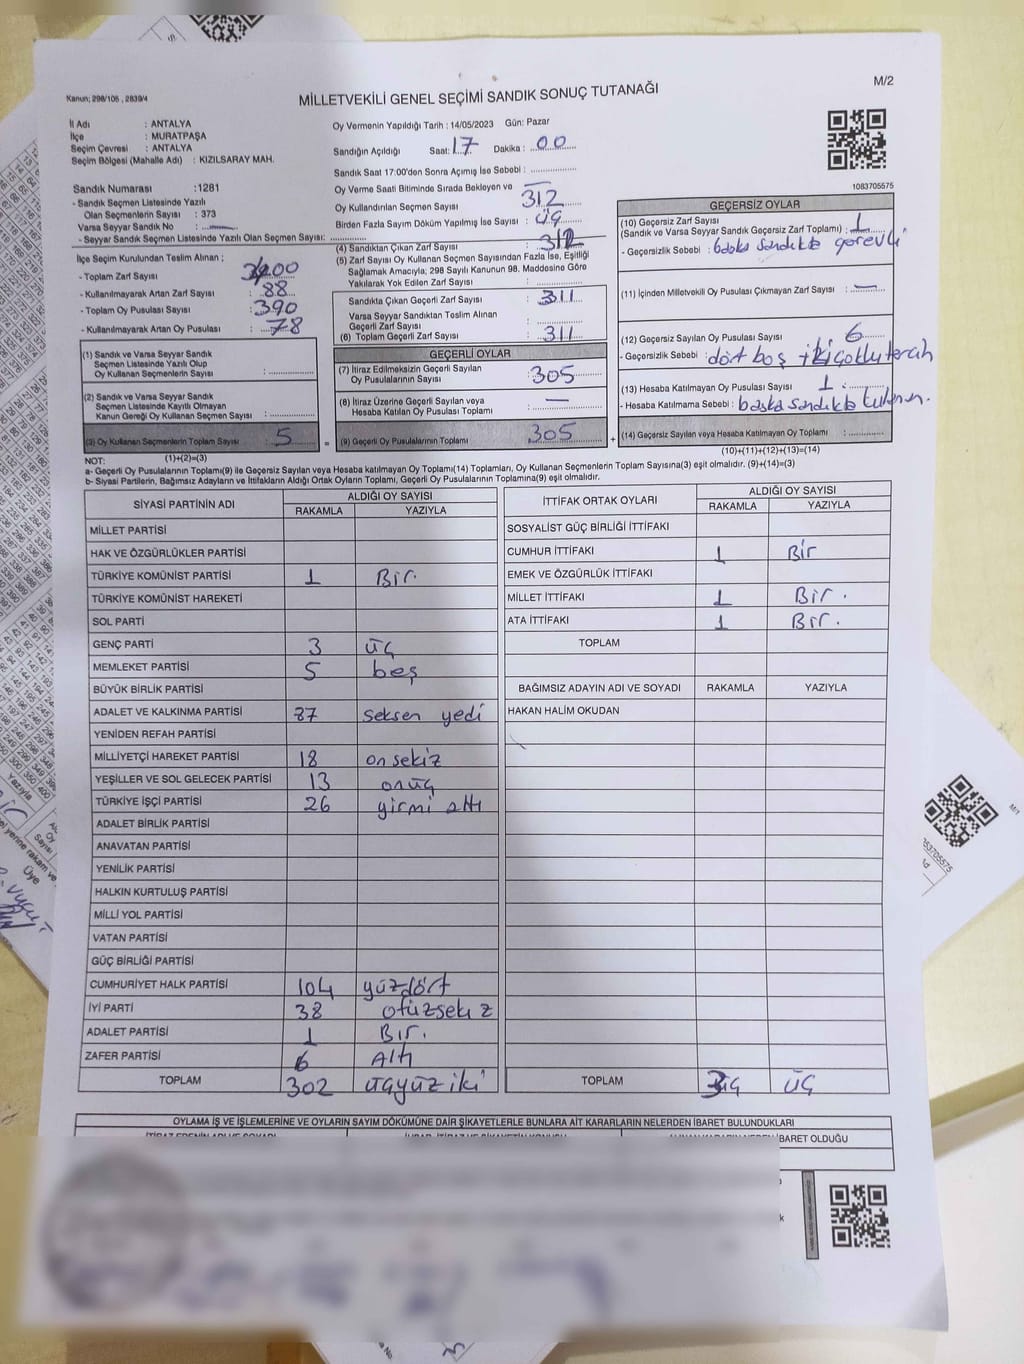 M/2
Kanun; 298/105 , 2839/4
MİLLETVEKİLİ GENEL SEÇİMİ SANDIK SONUÇ TUTANAĞI
İl Adı : ANTALYA
İlçe : MURATPAŞA
Seçim Çevresi : ANTALYA
Seçim Bölgesi (Mahalle Adı) : KIZILSARAY MAH.
Sandık Numarası :1281
- Sandık Seçmen Listesinde Yazılı
Olan Seçmenlerin Sayısı : 373
Varsa Seyyar Sandık No :
- Seyyar Sandık Seçmen Listesinde Yazılı Olan Seçmen Sayısı:
İlçe Seçim Kurulundan Teslim Alınan ;
- Toplam Zarf Sayısı : 400
- Kullanılmayarak Artan Zarf Sayısı : 88
- Toplam Oy Pusulası : 390
- Kullanılmayarak Artan Oy Pusulası : 78
Oy Vermenin Yapıldığı Tarih : 14/05/2023 Gün: Pazar
Sandığın Açıldığı Saat: 17 Dakika : 00
Sandık Saat 17:00'den Sonra Açımış İse Sebebi :
Oy Verme Saati Bitiminde Sırada Bekleyen ve
Oy Kullandırılan Seçmen Sayısı : 312
Birden Fazla Sayım Döküm Yapılmış İse Sayısı : üç
(4) Sandıktan Çıkan Zarf Sayısı : 312
(5) Zarf Sayısı Oy Kullanan Seçmen Sayısından Fazla İse, Eşitliği
Sağlamak Amacıyla; 298 Sayılı Kanunun 98. Maddesine Göre
Yakılarak Yok Edilen Zarf Sayısı :
Sandıkta Çıkan Geçerli Zarf Sayısı : 311
Varsa Seyyar Sandıktan Teslim Alınan
Geçerli Zarf Sayısı :
(6) Toplam Geçerli Zarf Sayısı : 311
1083705575
GEÇERSİZ OYLAR
(10) Geçersiz Zarf Sayısı
(Sandık ve Varsa Seyyar Sandık Geçersiz Zarf Toplamı) : 1
- Geçersizlik Sebebi : başka sandıkta görevli
(11) İçinden Milletvekili Oy Pusulası Çıkmayan Zarf Sayısı : —
(12) Geçersiz Sayılan Oy Pusulası Sayısı : 6
- Geçersizlik Sebebi : dört boş + iki çoklu tercih
(13) Hesaba Katılmayan Oy Pusulası Sayısı : 1
- Hesaba Katılmama Sebebi : başka sandıkta
(14) Geçersiz Sayılan veya Hesaba Katılmayan Oy Toplamı :
(10)+(11)+(12)+(13)=(14)
(1) Sandık ve Varsa Seyyar Sandık
Seçmen Listesinde Yazılı Olup
Oy Kullanan Seçmenlerin Sayısı :
(2) Sandık ve Varsa Seyyar Sandık
Seçmen Listesinde Kayıtlı Olmayan
Kanun Gereği Oy Kullanan Seçmen Sayısı :
(3) Oy Kullanan Seçmenlerin Toplam Sayısı : 5 =
(1)+(2)=(3)
GEÇERLİ OYLAR
(7) İtiraz Edilmeksizin Geçerli Sayılan
Oy Pusulalarının Sayısı : 305
(8) İtiraz Üzerine Geçerli Sayılan veya
Hesaba Katılan Oy Pusulası Toplamı : —
(9) Geçerli Oy Pusulalarının Toplamı : 305 +
NOT:
a- Geçerli Oy Pusulalarının Toplamı(9) ile Geçersiz Sayılan veya Hesaba katılmayan Oy Toplamı(14) Toplamları, Oy Kullanan Seçmenlerin Toplam Sayısına(3) eşit olmalıdır. (9)+(14)=(3)
b- Siyasi Partilerin, Bağımsız Adayların ve İttifakların Aldığı Ortak Oyların Toplamı, Geçerli Oy Pusulalarının Toplamına(9) eşit olmalıdır.
SİYASİ PARTİNİN ADI ALDIĞI OY SAYISI
RAKAMLA YAZIYLA
MİLLET PARTİSİ
HAK VE ÖZGÜRLÜKLER PARTİSİ
TÜRKİYE KOMÜNİST PARTİSİ 1 Bir.
TÜRKİYE KOMÜNİST HAREKETİ
SOL PARTİ
GENÇ PARTİ 3 üç
MEMLEKET PARTİSİ 5 beş
BÜYÜK BİRLİK PARTİSİ
ADALET VE KALKINMA PARTİSİ 87 seksen yedi
YENİDEN REFAH PARTİSİ
MİLLİYETÇİ HAREKET PARTİSİ 18 on sekiz
YEŞİLLER VE SOL GELECEK PARTİSİ 13 onüç
TÜRKİYE İŞÇİ PARTİSİ 26 yirmi altı
ADALET BİRLİK PARTİSİ
ANAVATAN PARTİSİ
YENİLİK PARTİSİ
HALKIN KURTULUŞ PARTİSİ
MİLLİ YOL PARTİSİ
VATAN PARTİSİ
GÜÇ BİRLİĞİ PARTİSİ
CUMHURİYET HALK PARTİSİ 104 yüzdört
İYİ PARTİ 38 otuzsekiz
ADALET PARTİSİ 1 Bir.
ZAFER PARTİSİ 6 Altı
TOPLAM 302 üçyüz iki
İTTİFAK ORTAK OYLARI ALDIĞI OY SAYISI
RAKAMLA YAZIYLA
SOSYALİST GÜÇ BİRLİĞİ İTTİFAKI
CUMHUR İTTİFAKI 1 Bir
EMEK VE ÖZGÜRLÜK İTTİFAKI
MİLLET İTTİFAKI 1 Bir.
ATA İTTİFAKI 1 Bir.
TOPLAM
BAĞIMSIZ ADAYIN ADI VE SOYADI RAKAMLA YAZIYLA
HAKAN HALİM OKUDAN
TOPLAM 3 üç
OYLAMA İŞ VE İŞLEMLERİNE VE OYLARIN SAYIM DÖKÜMÜNE DAİR ŞİKAYETLERLE BUNLARA AİT KARARLARIN NELERDEN İBARET BULUNDUKLARI
İBARET OLDUĞU